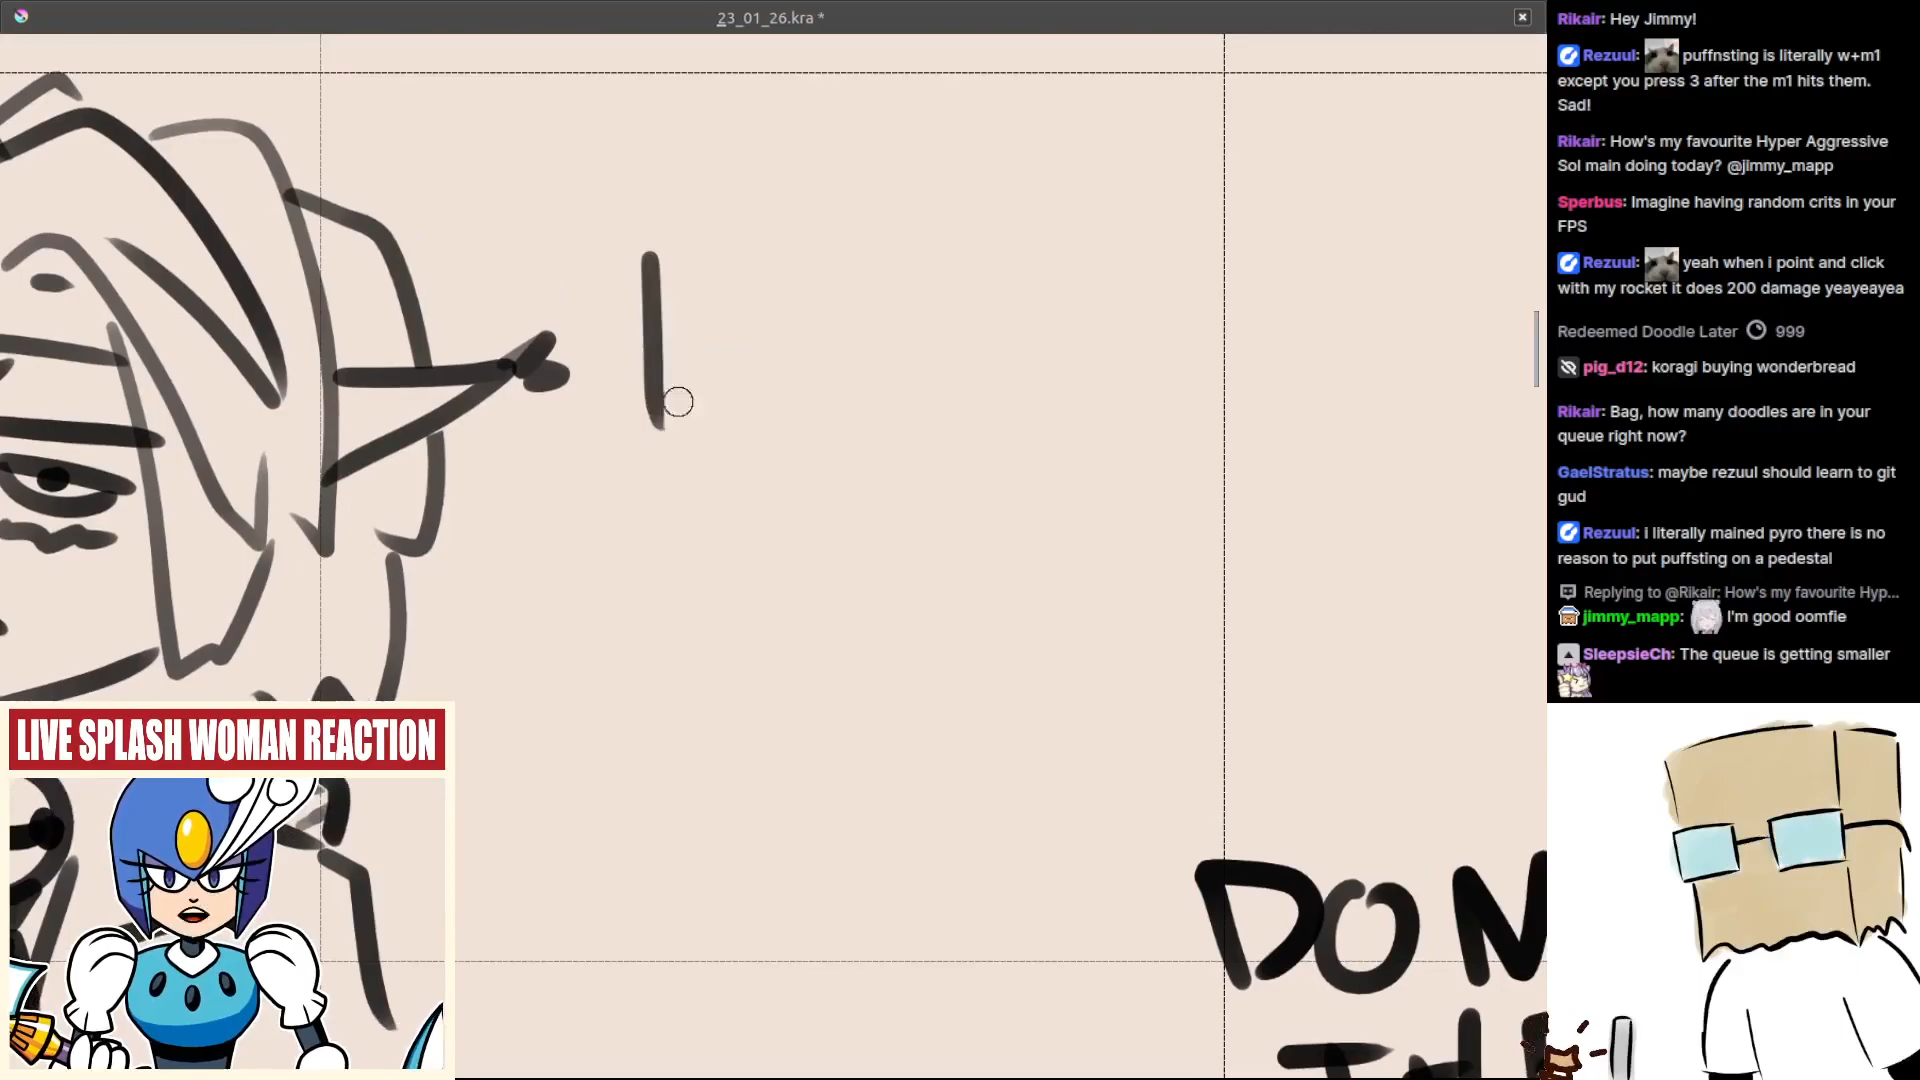 23_01_26.kra *
Rikair: Hey Jimmy!
Rezuul: puffnsting is literally w+m1
except you press 3 after the m1 hits them.
Sad!
Rikair: How's my favourite Hyper Aggressive
Sol main doing today? @jimmy_mapp
Sperbus: Imagine having random crits in your
FPS
Rezuul: yeah when i point and click
with my rocket it does 200 damage yeayeayea
Redeemed Doodle Later 999
pig_d12: koragi buying wonderbread
Rikair: Bag, how many doodles are in your
queue right now?
GaelStratus: maybe rezuul should learn to git
gud
Rezuul: i literally mained pyro there is no
reason to put puffsting on a pedestal
Replying to @Rikair: How's my favourite Hyp...
jimmy_mapp: I'm good oomfie
SleepsieCh: The queue is getting smaller
LIVE SPLASH WOMAN REACTION
DON